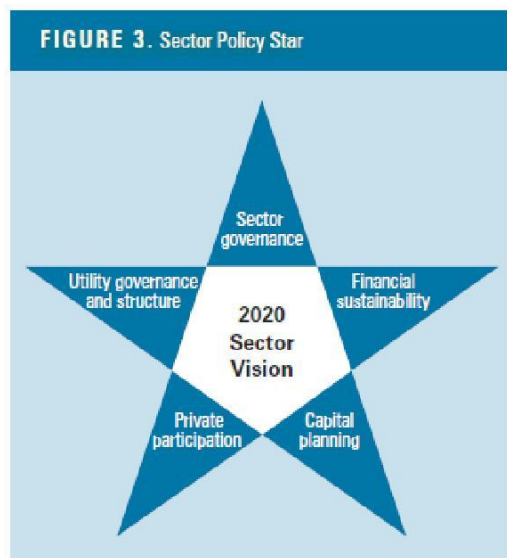 FIGURE 3. Sector Policy Star
Sector
governance
Utility governance
and structure
Financial
sustainability
2020
Sector
Vision
Private
participation
Capital
planning